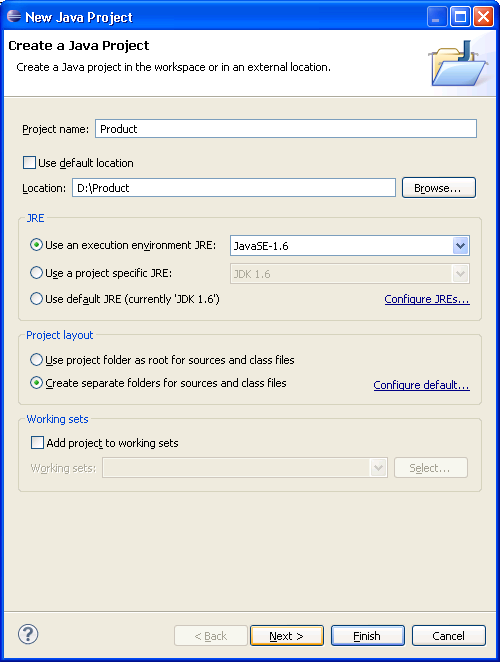 New Java Project
Create a Java Project
Create a Java project in the workspace or in an external location.
Project name: Product
Use default location
Location: D:\Product Browse...
JRE
Use an execution environment JRE: JavaSE-1.6
Use a project specific JRE: JDK 1.6
Use default JRE (currently 'JDK 1.6') Configure JREs...
Project layout
Use project folder as root for sources and class files
Create separate folders for sources and class files Configure default...
Working sets
Add project to working sets
Working sets: Select...
? < Back Next > Finish Cancel